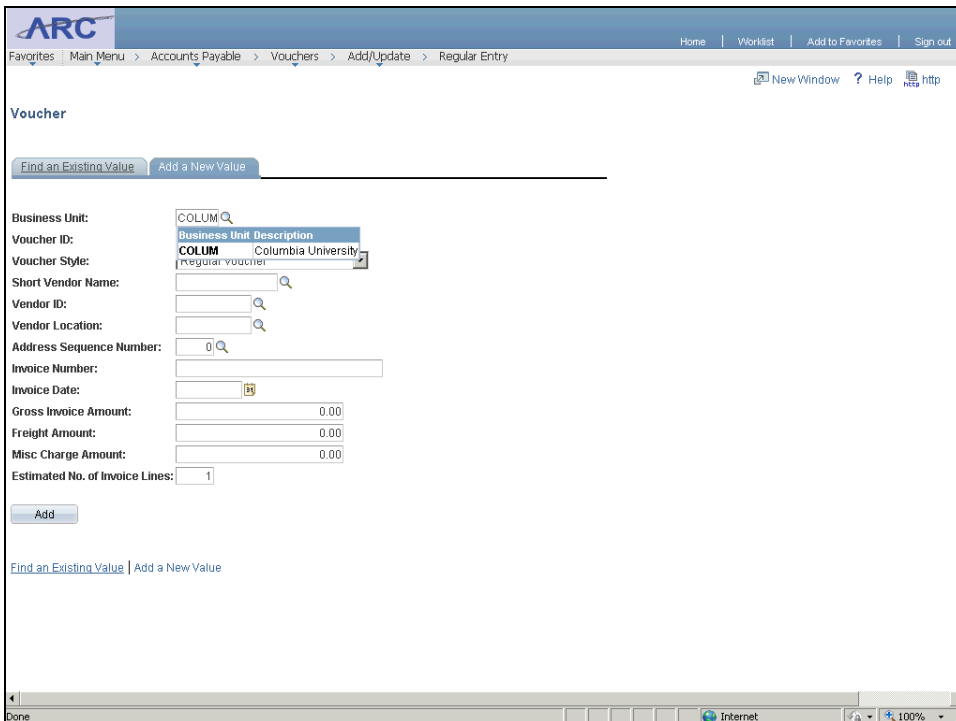 ARC
Home | Worklist | Add to Favorites | Sign out
Favorites Main Menu > Accounts Payable > Vouchers > Add/Update > Regular Entry
New Window ? Help http http
Voucher
Find an Existing Value Add a New Value
Business Unit: COLUM
Business Unit Description
Voucher ID:
COLUM Columbia University
Voucher Style: Regular Voucher
Short Vendor Name:
Vendor ID:
Vendor Location:
Address Sequence Number: 0
Invoice Number:
Invoice Date: 31
Gross Invoice Amount: 0.00
Freight Amount: 0.00
Misc Charge Amount: 0.00
Estimated No. of Invoice Lines: 1
Add
Find an Existing Value | Add a New Value
Done Internet 100%